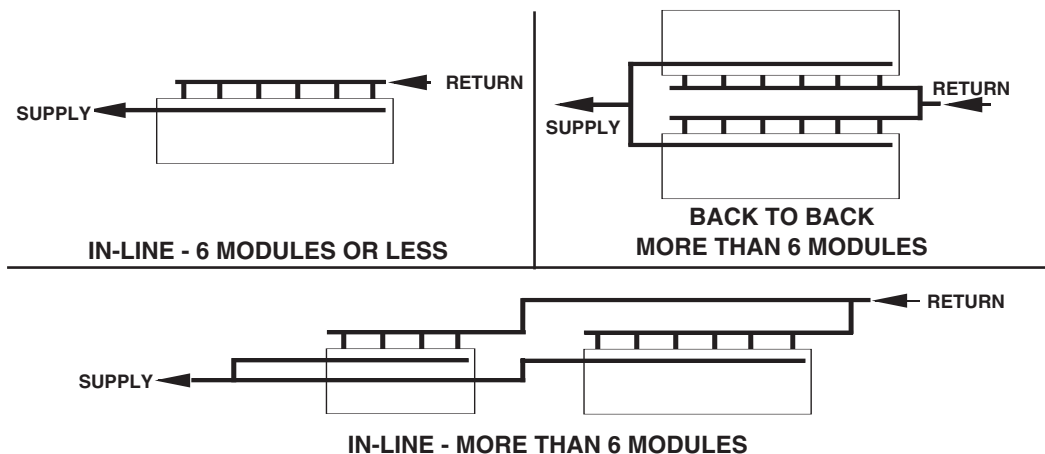 RETURN
SUPPLY
IN-LINE - 6 MODULES OR LESS
RETURN
SUPPLY
BACK TO BACK
MORE THAN 6 MODULES
RETURN
SUPPLY
IN-LINE - MORE THAN 6 MODULES